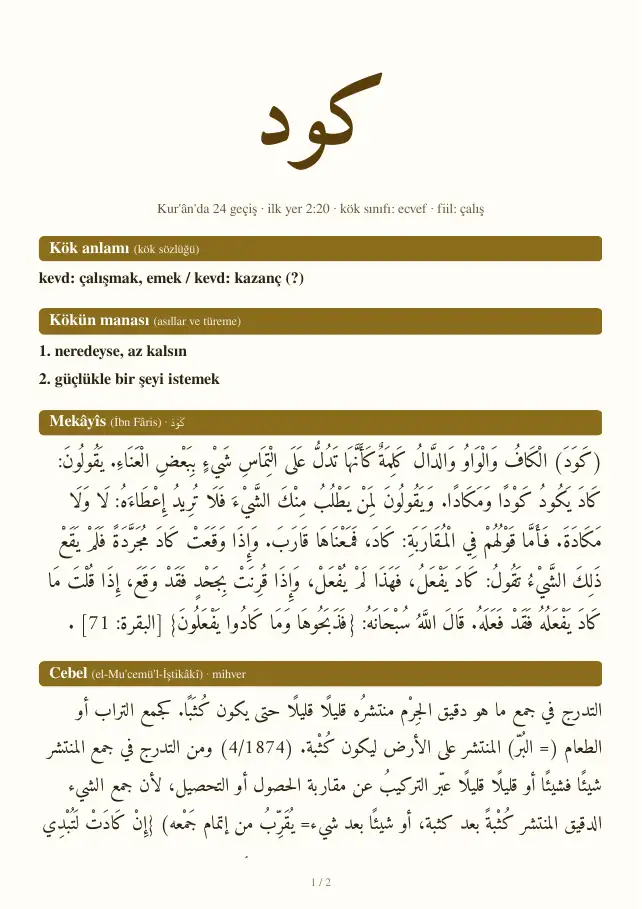 كود
Kur'ân'da 24 geçiş · ilk yer 2:20 · kök sınıfı: ecvef · fiil: çalış
Kök anlamı (kök sözlüğü)
kevd: çalışmak, emek / kevd: kazanç (?)
Kökün manası (asıllar ve türeme)
1. neredeyse, az kalsın
2. güçlükle bir şeyi istemek
Mekâyîs (İbn Fâris) · كَوَدَ
(كَوَدَ) الْكَافُ وَالْوَاوُ وَالدَّالُ كَلِمَةٌ كَأَنَّهَا تَدُلُّ عَلَى الْتِمَاسِ شَيْءٍ بِبَعْضِ الْعَنَاءِ. يَقُولُونَ:
كَادَ يَكُودُ كَوْدًا وَمَكَادًا. وَيَقُولُونَ لِمَنْ يَطْلُبُ مِنْكَ الشَّيْءَ فَلَا تُرِيدُ إِعْطَاءَهُ: لَا وَلَا
مَكَادَةَ. فَأَمَّا قَوْلُهُمْ فِي الْمُقَارَبَةِ: كَادَ، فَمَعْنَاهَا قَارَبَ. وَإِذَا وَقَعَتْ كَادَ مُجَرَّدَةً فَلَمْ يَقَعْ
ذَلِكَ الشَّيْءُ تَقُولُ: كَادَ يَفْعَلُ، فَهَذَا لَمْ يُفْعَلْ، وَإِذَا قُرِنَتْ بِجَحْدٍ فَقَدْ وَقَعَ، إِذَا قُلْتَ مَا
كَادَ يَفْعَلُهُ فَقَدْ فَعَلَهُ. قَالَ اللَّهُ سُبْحَانَهُ: {فَذَبَحُوهَا وَمَا كَادُوا يَفْعَلُونَ} [البقرة: 71] .
Cebel (el-Mu'cemü'l-İştikâkî) · mihver
التدرج في جمع ما هو دقيق الجِرْم منتشرُه قليلًا قليلًا حتى يكون كُثَبًا. كجمع التراب أو
الطعام (= البُرّ) المنتشر على الأرض ليكون كُثْبة. (4/1874) ومن التدرج في جمع المنتشر
شيئًا فشيئًا أو قليلًا قليلًا عبّر التركيبُ عن مقاربة الحصول أو التحصيل، لأن جمع الشيء
الدقيق المنتشر كُثْبةً بعد كثبة، أو شيئًا بعد شيء= يُقَرِّبُ من إتمام جَمْعه) {إِنْ كَادَتْ لَتُبْدِي
1 / 2